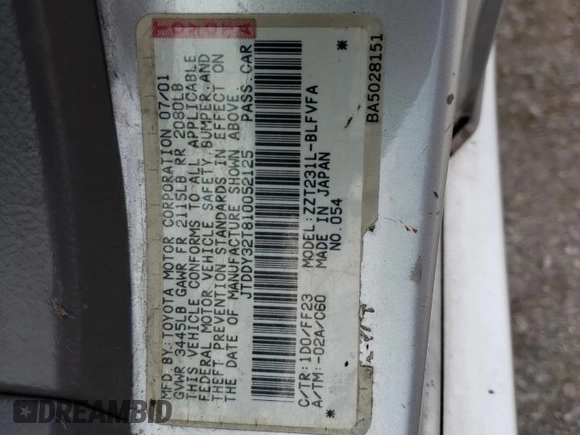 TOYOTA
MFD. BY: TOYOTA MOTOR CORPORATION 07/01
GVWR 3445LB GAWR FR 2115LB RR 2080LB
THIS VEHICLE CONFORMS TO ALL APPLICABLE
FEDERAL MOTOR VEHICLE SAFETY, BUMPER, AND
THEFT PREVENTION STANDARDS IN EFFECT ON
THE DATE OF MANUFACTURE SHOWN ABOVE.
JTDDY32T810052125 PASS. CAR
C/TR: 1D0/FF23 MODEL: ZZT231L-BLFVFA
A/TM: -02A/C60 MADE IN JAPAN
NO. 054
* *
BA5028151
DREAMBID